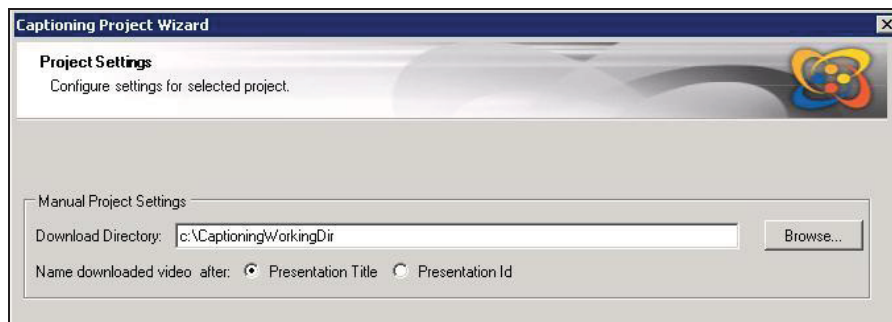 Captioning Project Wizard
Project Settings
Configure settings for selected project.
Manual Project Settings
Download Directory: c:\CaptioningWorkingDir Browse...
Name downloaded video after: Presentation Title Presentation Id